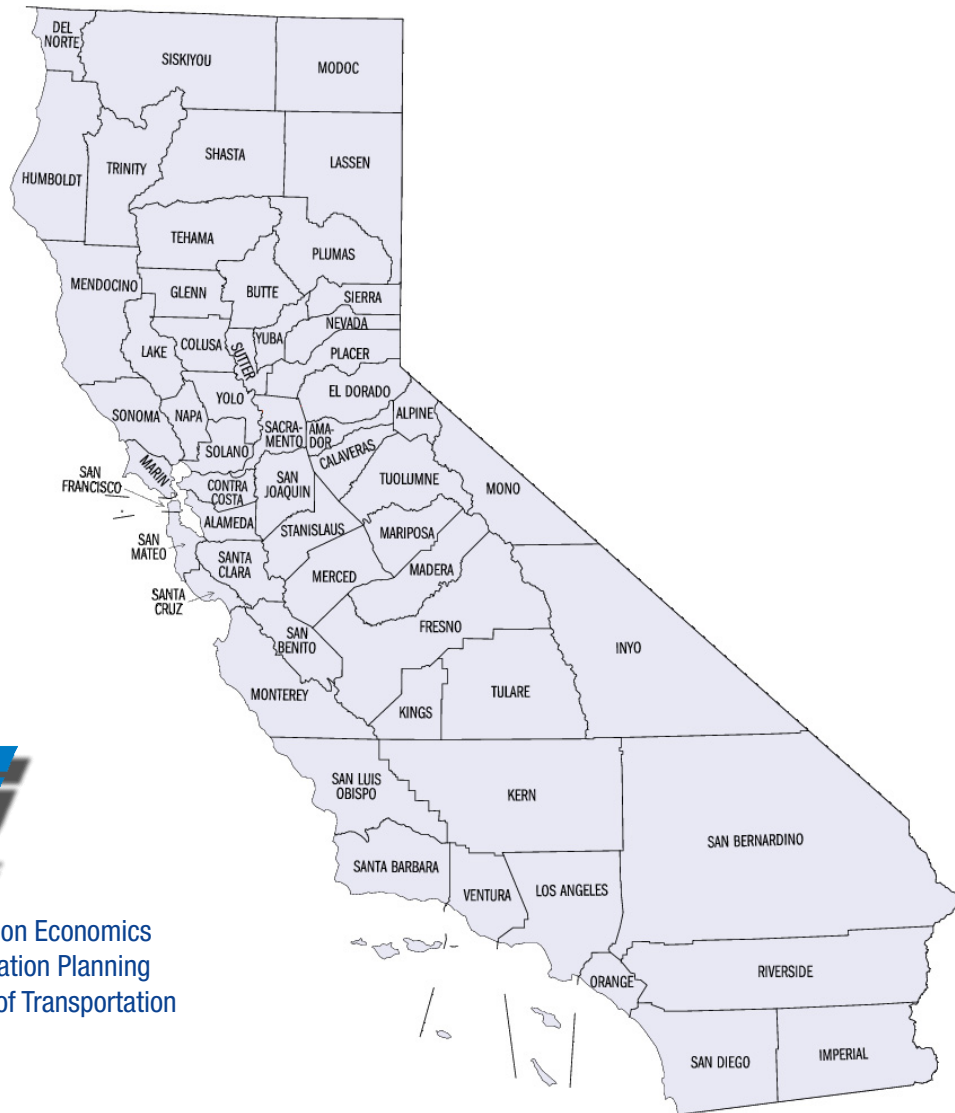 DEL
NORTE
SISKIYOU
MODOC
HUMBOLDT
TRINITY
SHASTA
LASSEN
TEHAMA
PLUMAS
MENDOCINO
GLENN
BUTTE
SIERRA
NEVADA
LAKE
COLUSA
SUTTER
YUBA
PLACER
EL DORADO
SONOMA
NAPA
YOLO
SACRA-
MENTO
AMA-
DOR
ALPINE
SOLANO
CALAVERAS
MARIN
SAN
FRANCISCO
CONTRA
COSTA
SAN
JOAQUIN
TUOLUMNE
MONO
ALAMEDA
STANISLAUS
MARIPOSA
SAN
MATEO
SANTA
CLARA
MERCED
MADERA
SANTA
CRUZ
SAN
BENITO
FRESNO
INYO
MONTEREY
KINGS
TULARE
SAN LUIS
OBISPO
KERN
SAN BERNARDINO
SANTA BARBARA
VENTURA
LOS ANGELES
ORANGE
RIVERSIDE
SAN DIEGO
IMPERIAL
on Economics
ation Planning
of Transportation